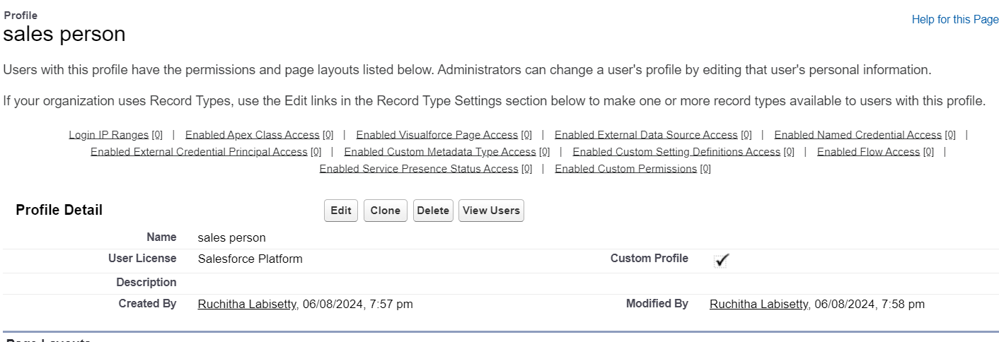 Profile
sales person
Help for this Page
Users with this profile have the permissions and page layouts listed below. Administrators can change a user's profile by editing that user's personal information.
If your organization uses Record Types, use the Edit links in the Record Type Settings section below to make one or more record types available to users with this profile.
Login IP Ranges [0] | Enabled Apex Class Access [0] | Enabled Visualforce Page Access [0] | Enabled External Data Source Access [0] | Enabled Named Credential Access [0] |
Enabled External Credential Principal Access [0] | Enabled Custom Metadata Type Access [0] | Enabled Custom Setting Definitions Access [0] | Enabled Flow Access [0] |
Enabled Service Presence Status Access [0] | Enabled Custom Permissions [0]
Profile Detail Edit Clone Delete View Users
Name sales person
User License Salesforce Platform Custom Profile
Description
Created By Ruchitha Labisetty, 06/08/2024, 7:57 pm Modified By Ruchitha Labisetty, 06/08/2024, 7:58 pm
Page Layouts